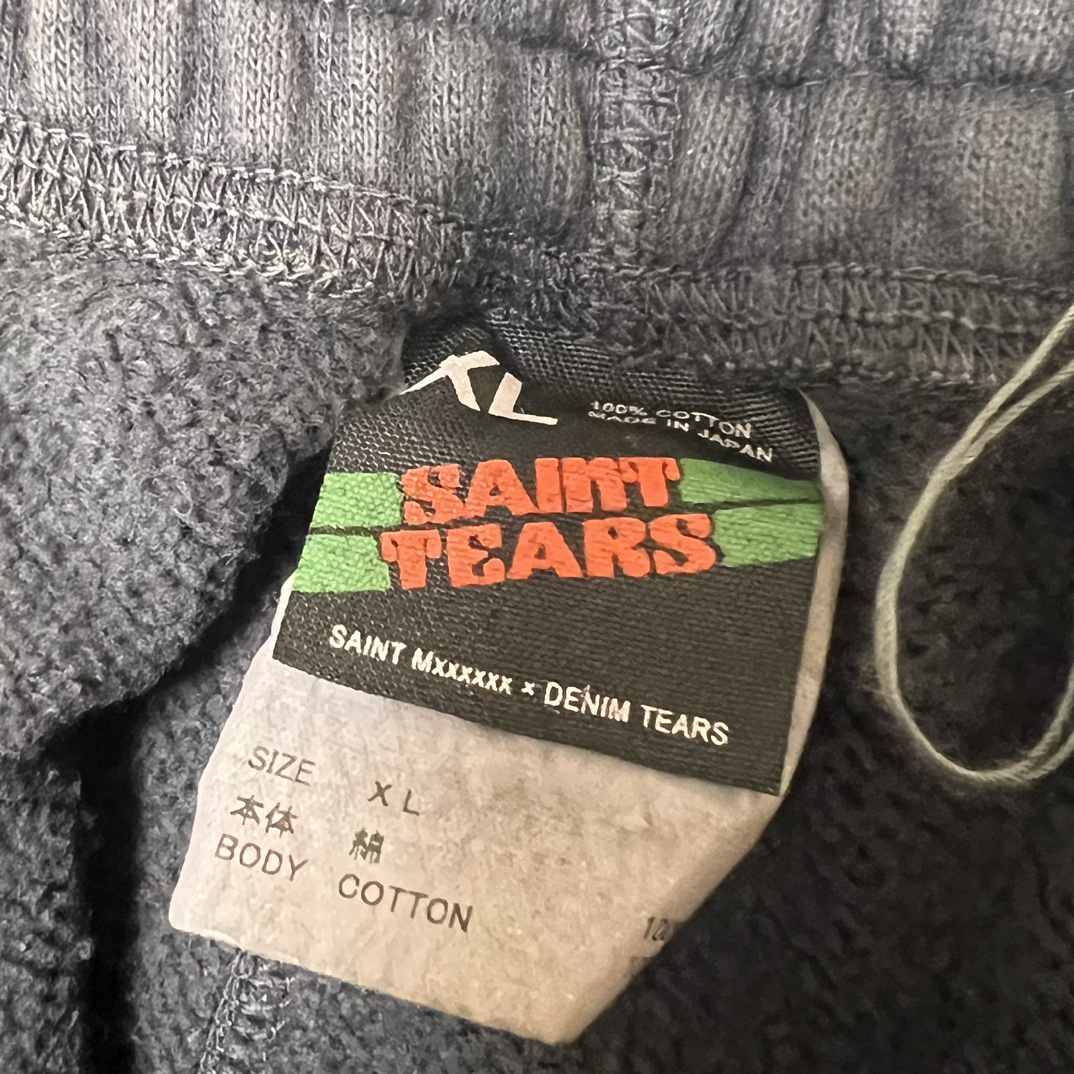 XL
100% COTTON
MADE IN JAPAN
SAINT
TEARS
SAINT Mxxxxxx × DENIM TEARS
SIZE XL
本体 綿
BODY COTTON